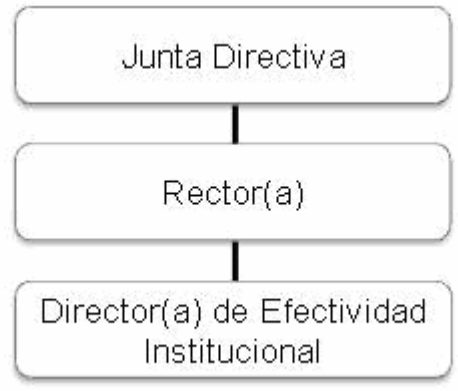 Junta Directiva
Rector(a)
Director(a) de Efectividad
Institucional